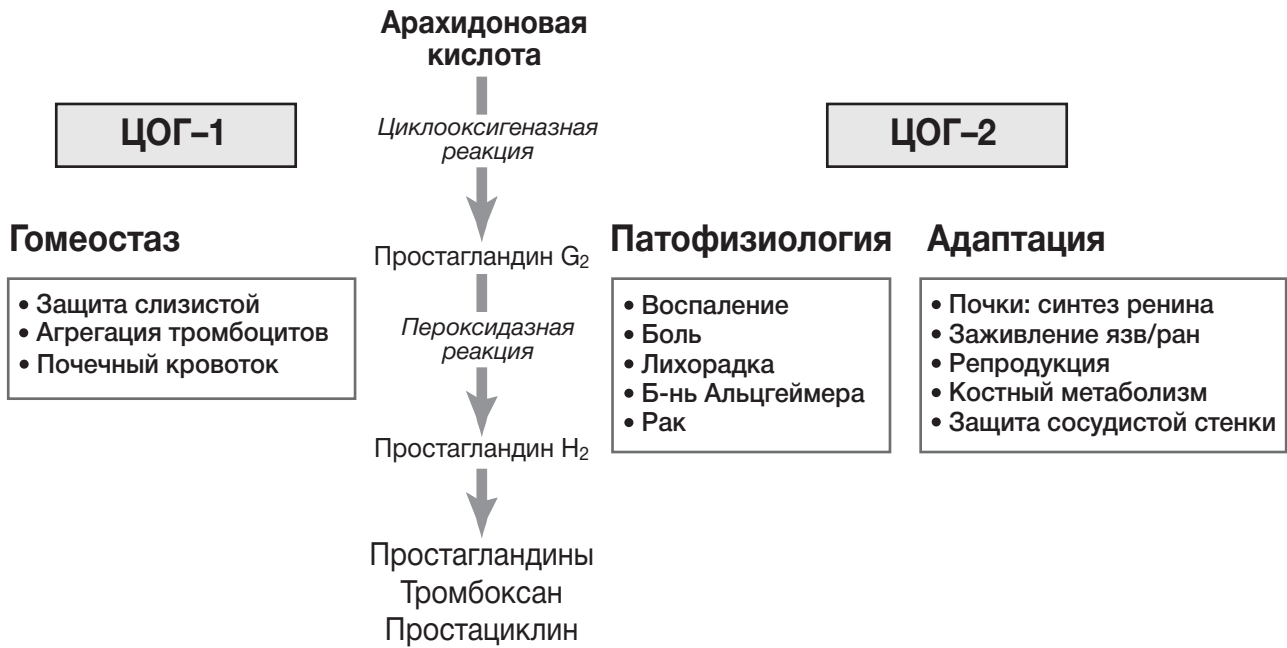 Арахидоновая
кислота
ЦОГ–1
Циклооксигеназная
реакция
ЦОГ–2
Гомеостаз
• Защита слизистой
• Агрегация тромбоцитов
• Почечный кровоток
Простагландин G₂
Пероксидазная
реакция
Простагландин H₂
Простагландины
Тромбоксан
Простациклин
Патофизиология
• Воспаление
• Боль
• Лихорадка
• Б-нь Альцгеймера
• Рак
Адаптация
• Почки: синтез ренина
• Заживление язв/ран
• Репродукция
• Костный метаболизм
• Защита сосудистой стенки